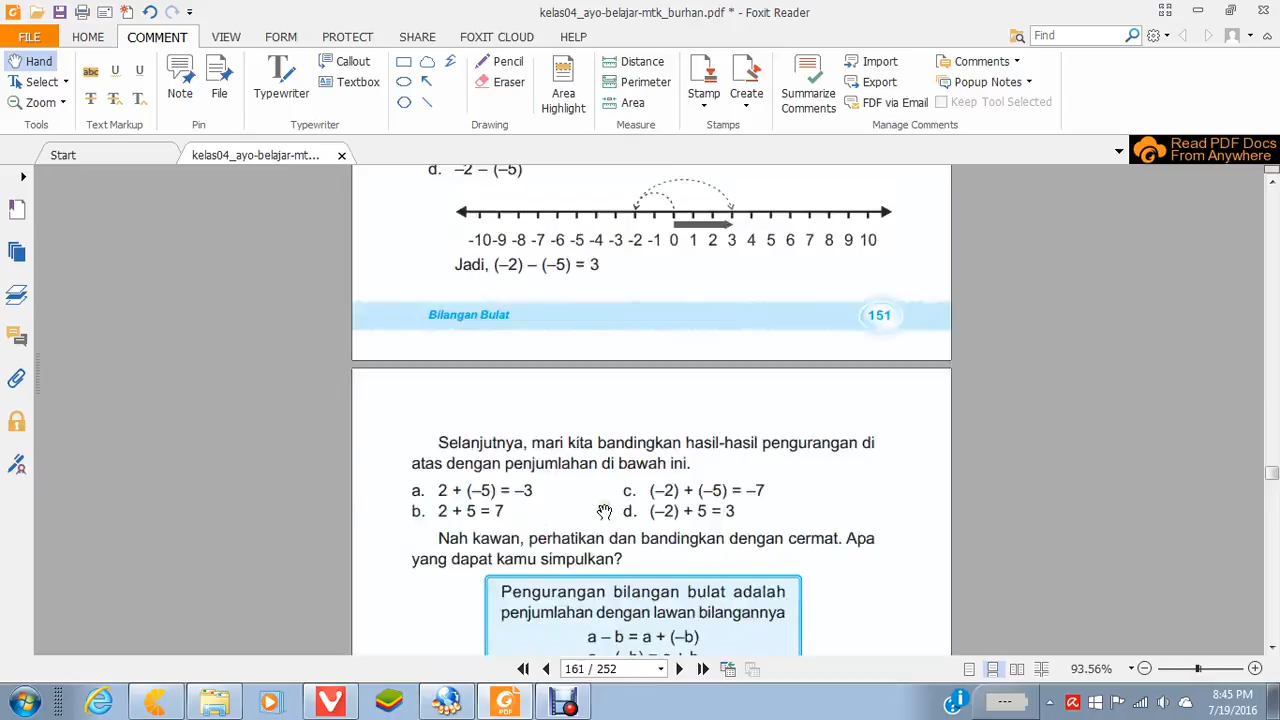 kelas04_ayo-belajar-mtk_burhan.pdf * - Foxit Reader
FILE HOME COMMENT VIEW FORM PROTECT SHARE FOXIT CLOUD HELP
Find
Hand
Select
Zoom
Tools
abc U U
T T T
Text Markup
Note
File
Pin
Typewriter
Callout
Textbox
Typewriter
Pencil
Eraser
Drawing
Area
Highlight
Distance
Perimeter
Area
Measure
Stamp
Create
Stamps
Summarize
Comments
Import
Export
FDF via Email
Comments
Popup Notes
Keep Tool Selected
Manage Comments
Start
kelas04_ayo-belajar-mt...
Read PDF Docs
From Anywhere
d. –2 – (–5)
-10 -9 -8 -7 -6 -5 -4 -3 -2 -1 0 1 2 3 4 5 6 7 8 9 10
Jadi, (–2) – (–5) = 3
Bilangan Bulat
151
Selanjutnya, mari kita bandingkan hasil-hasil pengurangan di
atas dengan penjumlahan di bawah ini.
a. 2 + (–5) = –3 c. (–2) + (–5) = –7
b. 2 + 5 = 7 d. (–2) + 5 = 3
Nah kawan, perhatikan dan bandingkan dengan cermat. Apa
yang dapat kamu simpulkan?
Pengurangan bilangan bulat adalah
penjumlahan dengan lawan bilangannya
a – b = a + (–b)
161 / 252
93.56%
PDF
8:45 PM
7/19/2016